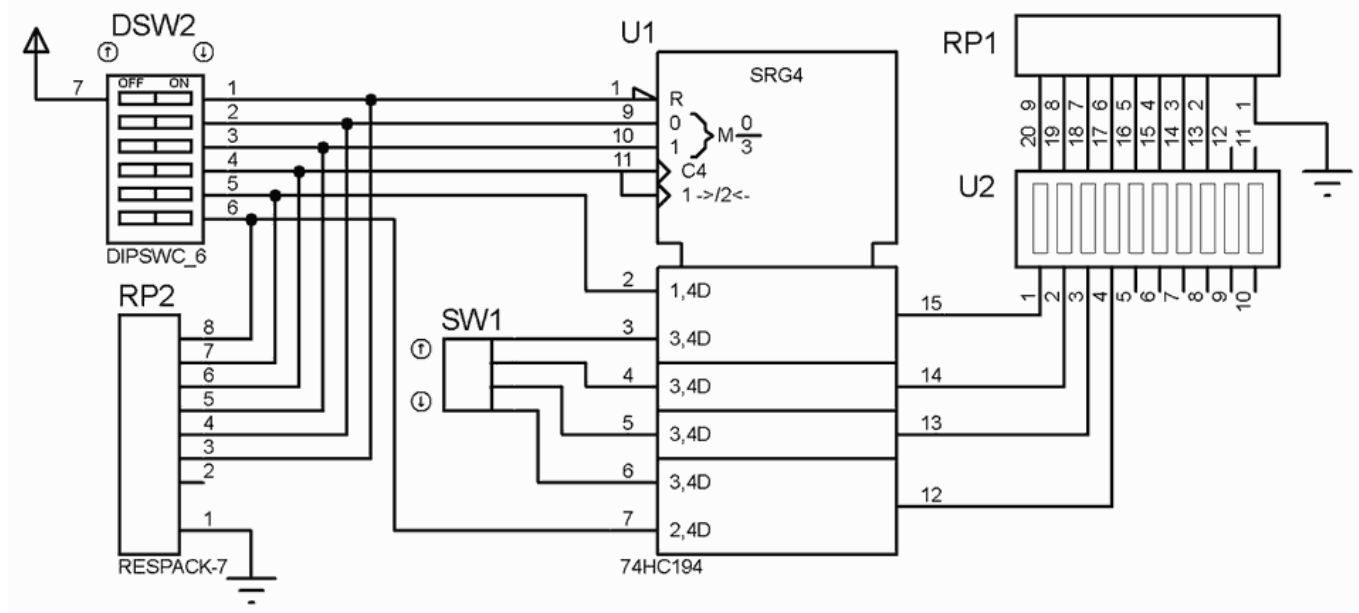 DSW2
OFF ON
7
1
2
3
4
5
6
DIPSWC_6
RP2
8
7
6
5
4
3
2
1
RESPACK-7
SW1
U1
SRG4
1 R
9 0
10 1
M 0/3
11 C4
1 ->/2<-
2 1,4D
3 3,4D
4 3,4D
5 3,4D
6 3,4D
7 2,4D
15
14
13
12
74HC194
RP1
9 8 7 6 5 4 3 2 1
20 19 18 17 16 15 14 13 12 11
U2
1 2 3 4 5 6 7 8 9 10